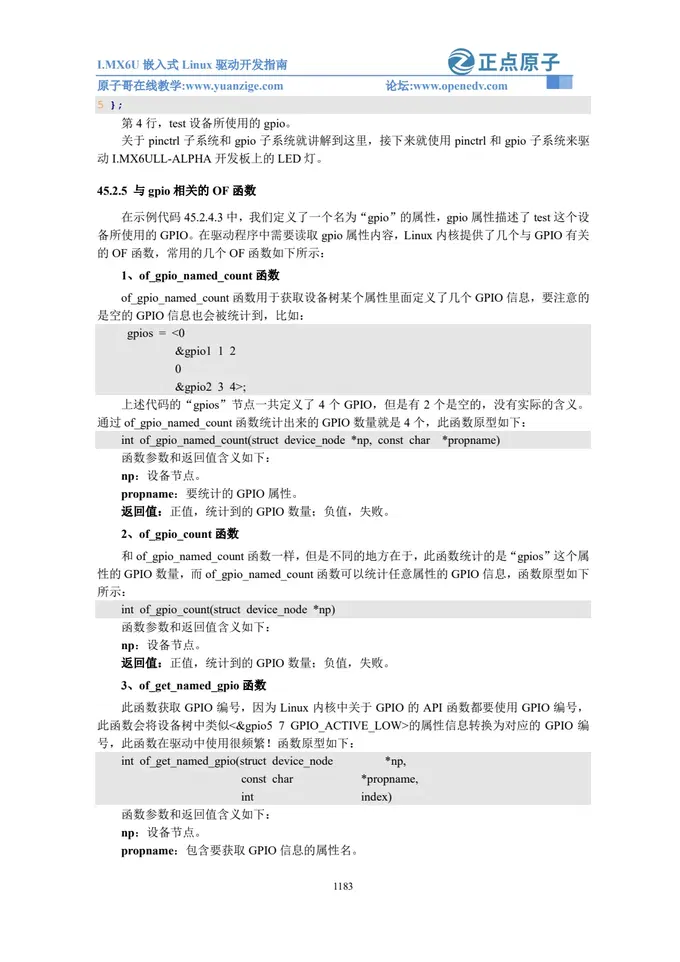 I.MX6U 嵌入式 Linux 驱动开发指南
正点原子
原子哥在线教学:www.yuanzige.com 论坛:www.openedv.com
5 };
第 4 行，test 设备所使用的 gpio。
关于 pinctrl 子系统和 gpio 子系统就讲解到这里，接下来就使用 pinctrl 和 gpio 子系统来驱
动 I.MX6ULL-ALPHA 开发板上的 LED 灯。
45.2.5 与 gpio 相关的 OF 函数
在示例代码 45.2.4.3 中，我们定义了一个名为“gpio”的属性，gpio 属性描述了 test 这个设
备所使用的 GPIO。在驱动程序中需要读取 gpio 属性内容，Linux 内核提供了几个与 GPIO 有关
的 OF 函数，常用的几个 OF 函数如下所示：
1、of_gpio_named_count 函数
of_gpio_named_count 函数用于获取设备树某个属性里面定义了几个 GPIO 信息，要注意的
是空的 GPIO 信息也会被统计到，比如：
gpios = <0
&gpio1 1 2
0
&gpio2 3 4>;
上述代码的“gpios”节点一共定义了 4 个 GPIO，但是有 2 个是空的，没有实际的含义。
通过 of_gpio_named_count 函数统计出来的 GPIO 数量就是 4 个，此函数原型如下：
int of_gpio_named_count(struct device_node *np, const char *propname)
函数参数和返回值含义如下：
np：设备节点。
propname：要统计的 GPIO 属性。
返回值：正值，统计到的 GPIO 数量；负值，失败。
2、of_gpio_count 函数
和 of_gpio_named_count 函数一样，但是不同的地方在于，此函数统计的是“gpios”这个属
性的 GPIO 数量，而 of_gpio_named_count 函数可以统计任意属性的 GPIO 信息，函数原型如下
所示：
int of_gpio_count(struct device_node *np)
函数参数和返回值含义如下：
np：设备节点。
返回值：正值，统计到的 GPIO 数量；负值，失败。
3、of_get_named_gpio 函数
此函数获取 GPIO 编号，因为 Linux 内核中关于 GPIO 的 API 函数都要使用 GPIO 编号，
此函数会将设备树中类似<&gpio5 7 GPIO_ACTIVE_LOW>的属性信息转换为对应的 GPIO 编
号，此函数在驱动中使用很频繁！函数原型如下：
int of_get_named_gpio(struct device_node *np,
const char *propname,
int index)
函数参数和返回值含义如下：
np：设备节点。
propname：包含要获取 GPIO 信息的属性名。
1183